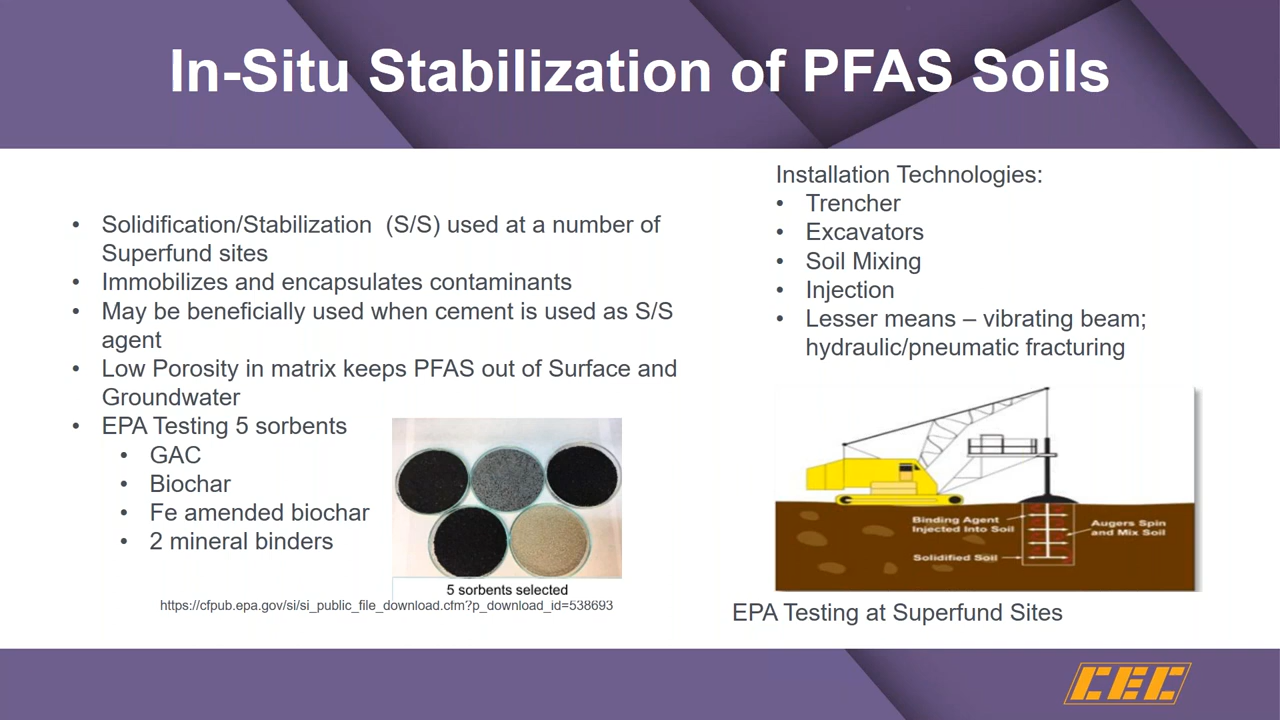 In-Situ Stabilization of PFAS Soils
• Solidification/Stabilization (S/S) used at a number of
Superfund sites
• Immobilizes and encapsulates contaminants
• May be beneficially used when cement is used as S/S
agent
• Low Porosity in matrix keeps PFAS out of Surface and
Groundwater
• EPA Testing 5 sorbents
• GAC
• Biochar
• Fe amended biochar
• 2 mineral binders
5 sorbents selected
https://cfpub.epa.gov/si/si_public_file_download.cfm?p_download_id=538693
Installation Technologies:
• Trencher
• Excavators
• Soil Mixing
• Injection
• Lesser means – vibrating beam;
hydraulic/pneumatic fracturing
Binding Agent
Injected Into Soil
Augers Spin
and Mix Soil
Solidified Soil
EPA Testing at Superfund Sites
CEC